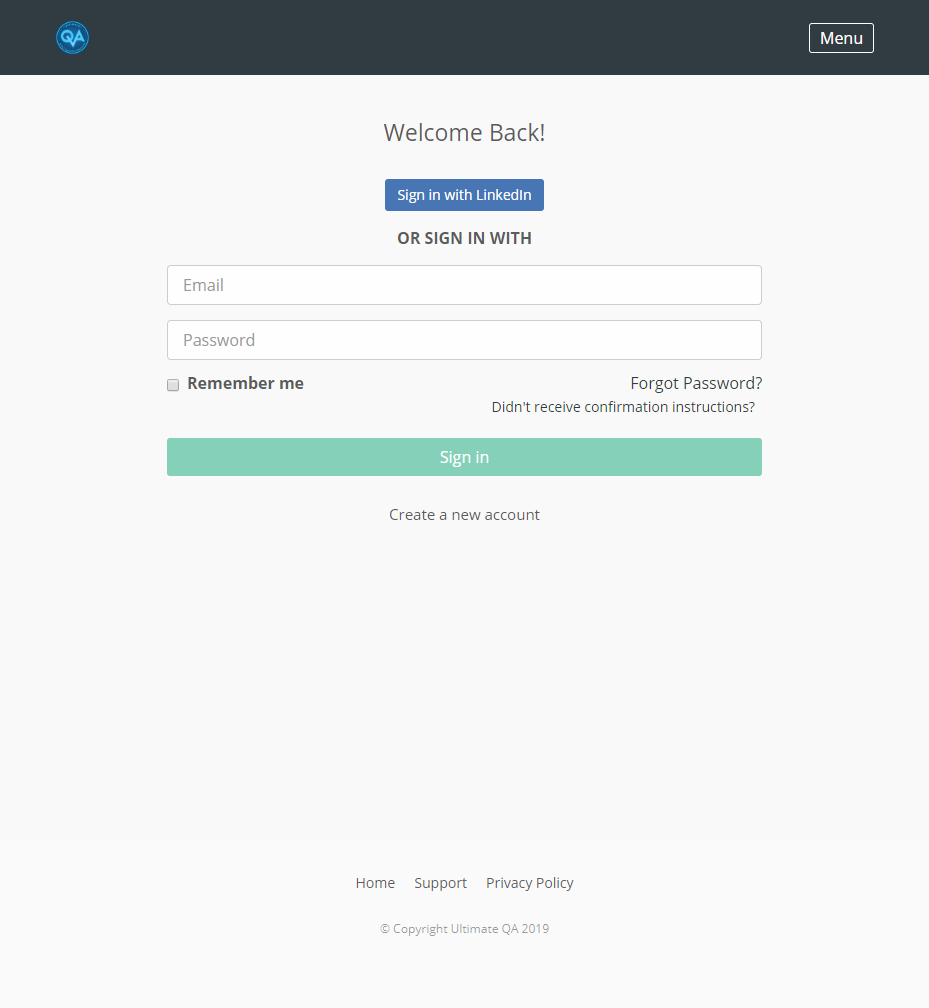 QA
Menu
Welcome Back!
Sign in with LinkedIn
OR SIGN IN WITH
Email
Password
Remember me
Forgot Password?
Didn't receive confirmation instructions?
Sign in
Create a new account
Home Support Privacy Policy
© Copyright Ultimate QA 2019